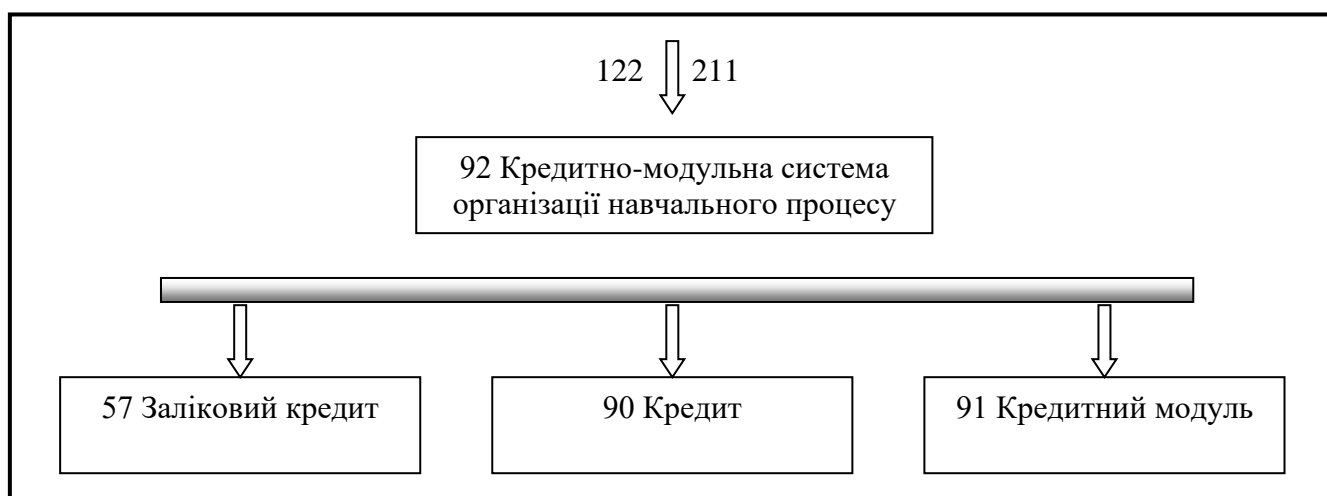 122 211
92 Кредитно-модульна система
організації навчального процесу
57 Заліковий кредит
90 Кредит
91 Кредитний модуль